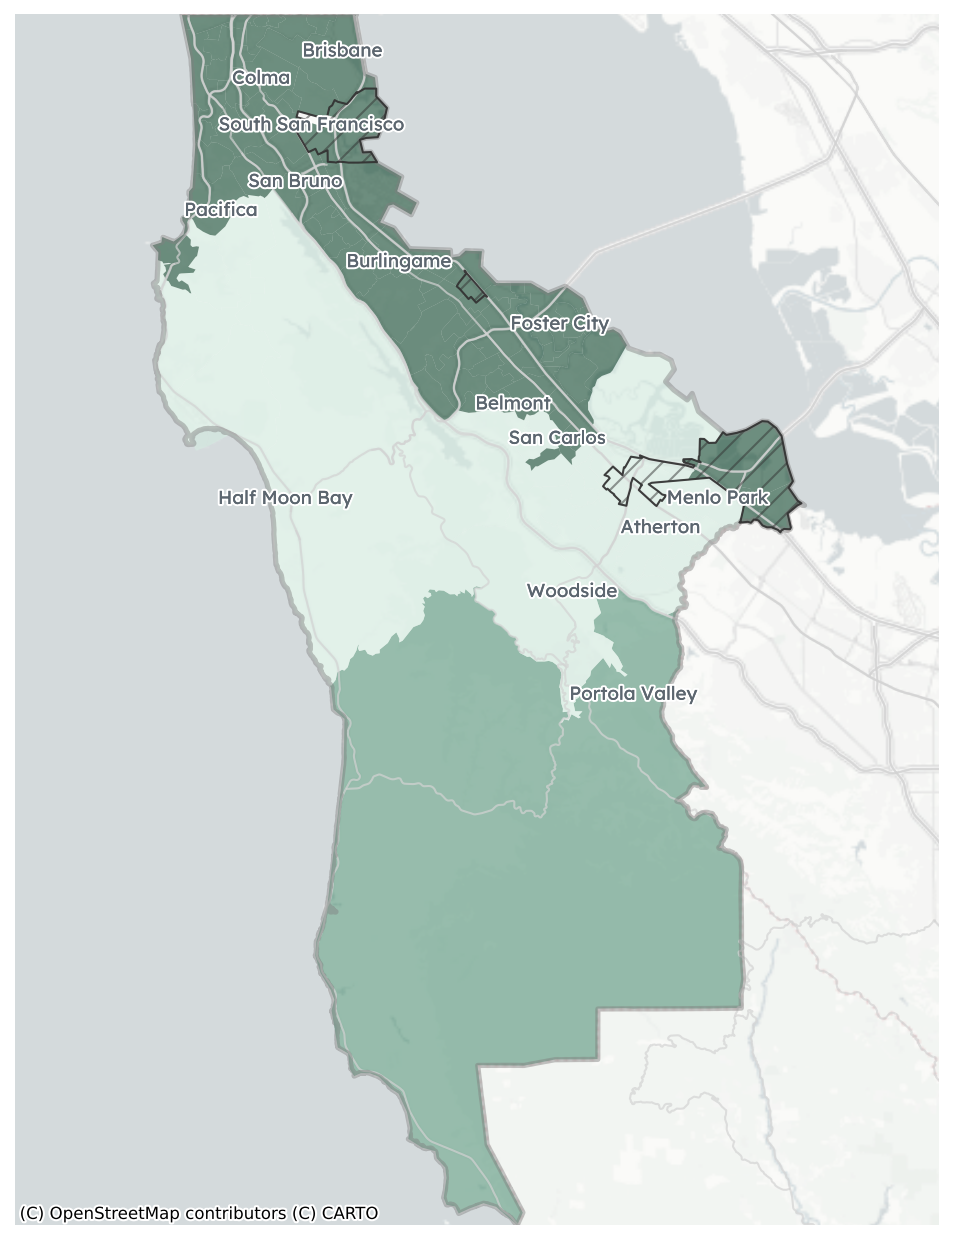 Brisbane
Colma
South San Francisco
San Bruno
Pacifica
Burlingame
Foster City
Belmont
San Carlos
Half Moon Bay
Menlo Park
Atherton
Woodside
Portola Valley
(C) OpenStreetMap contributors (C) CARTO